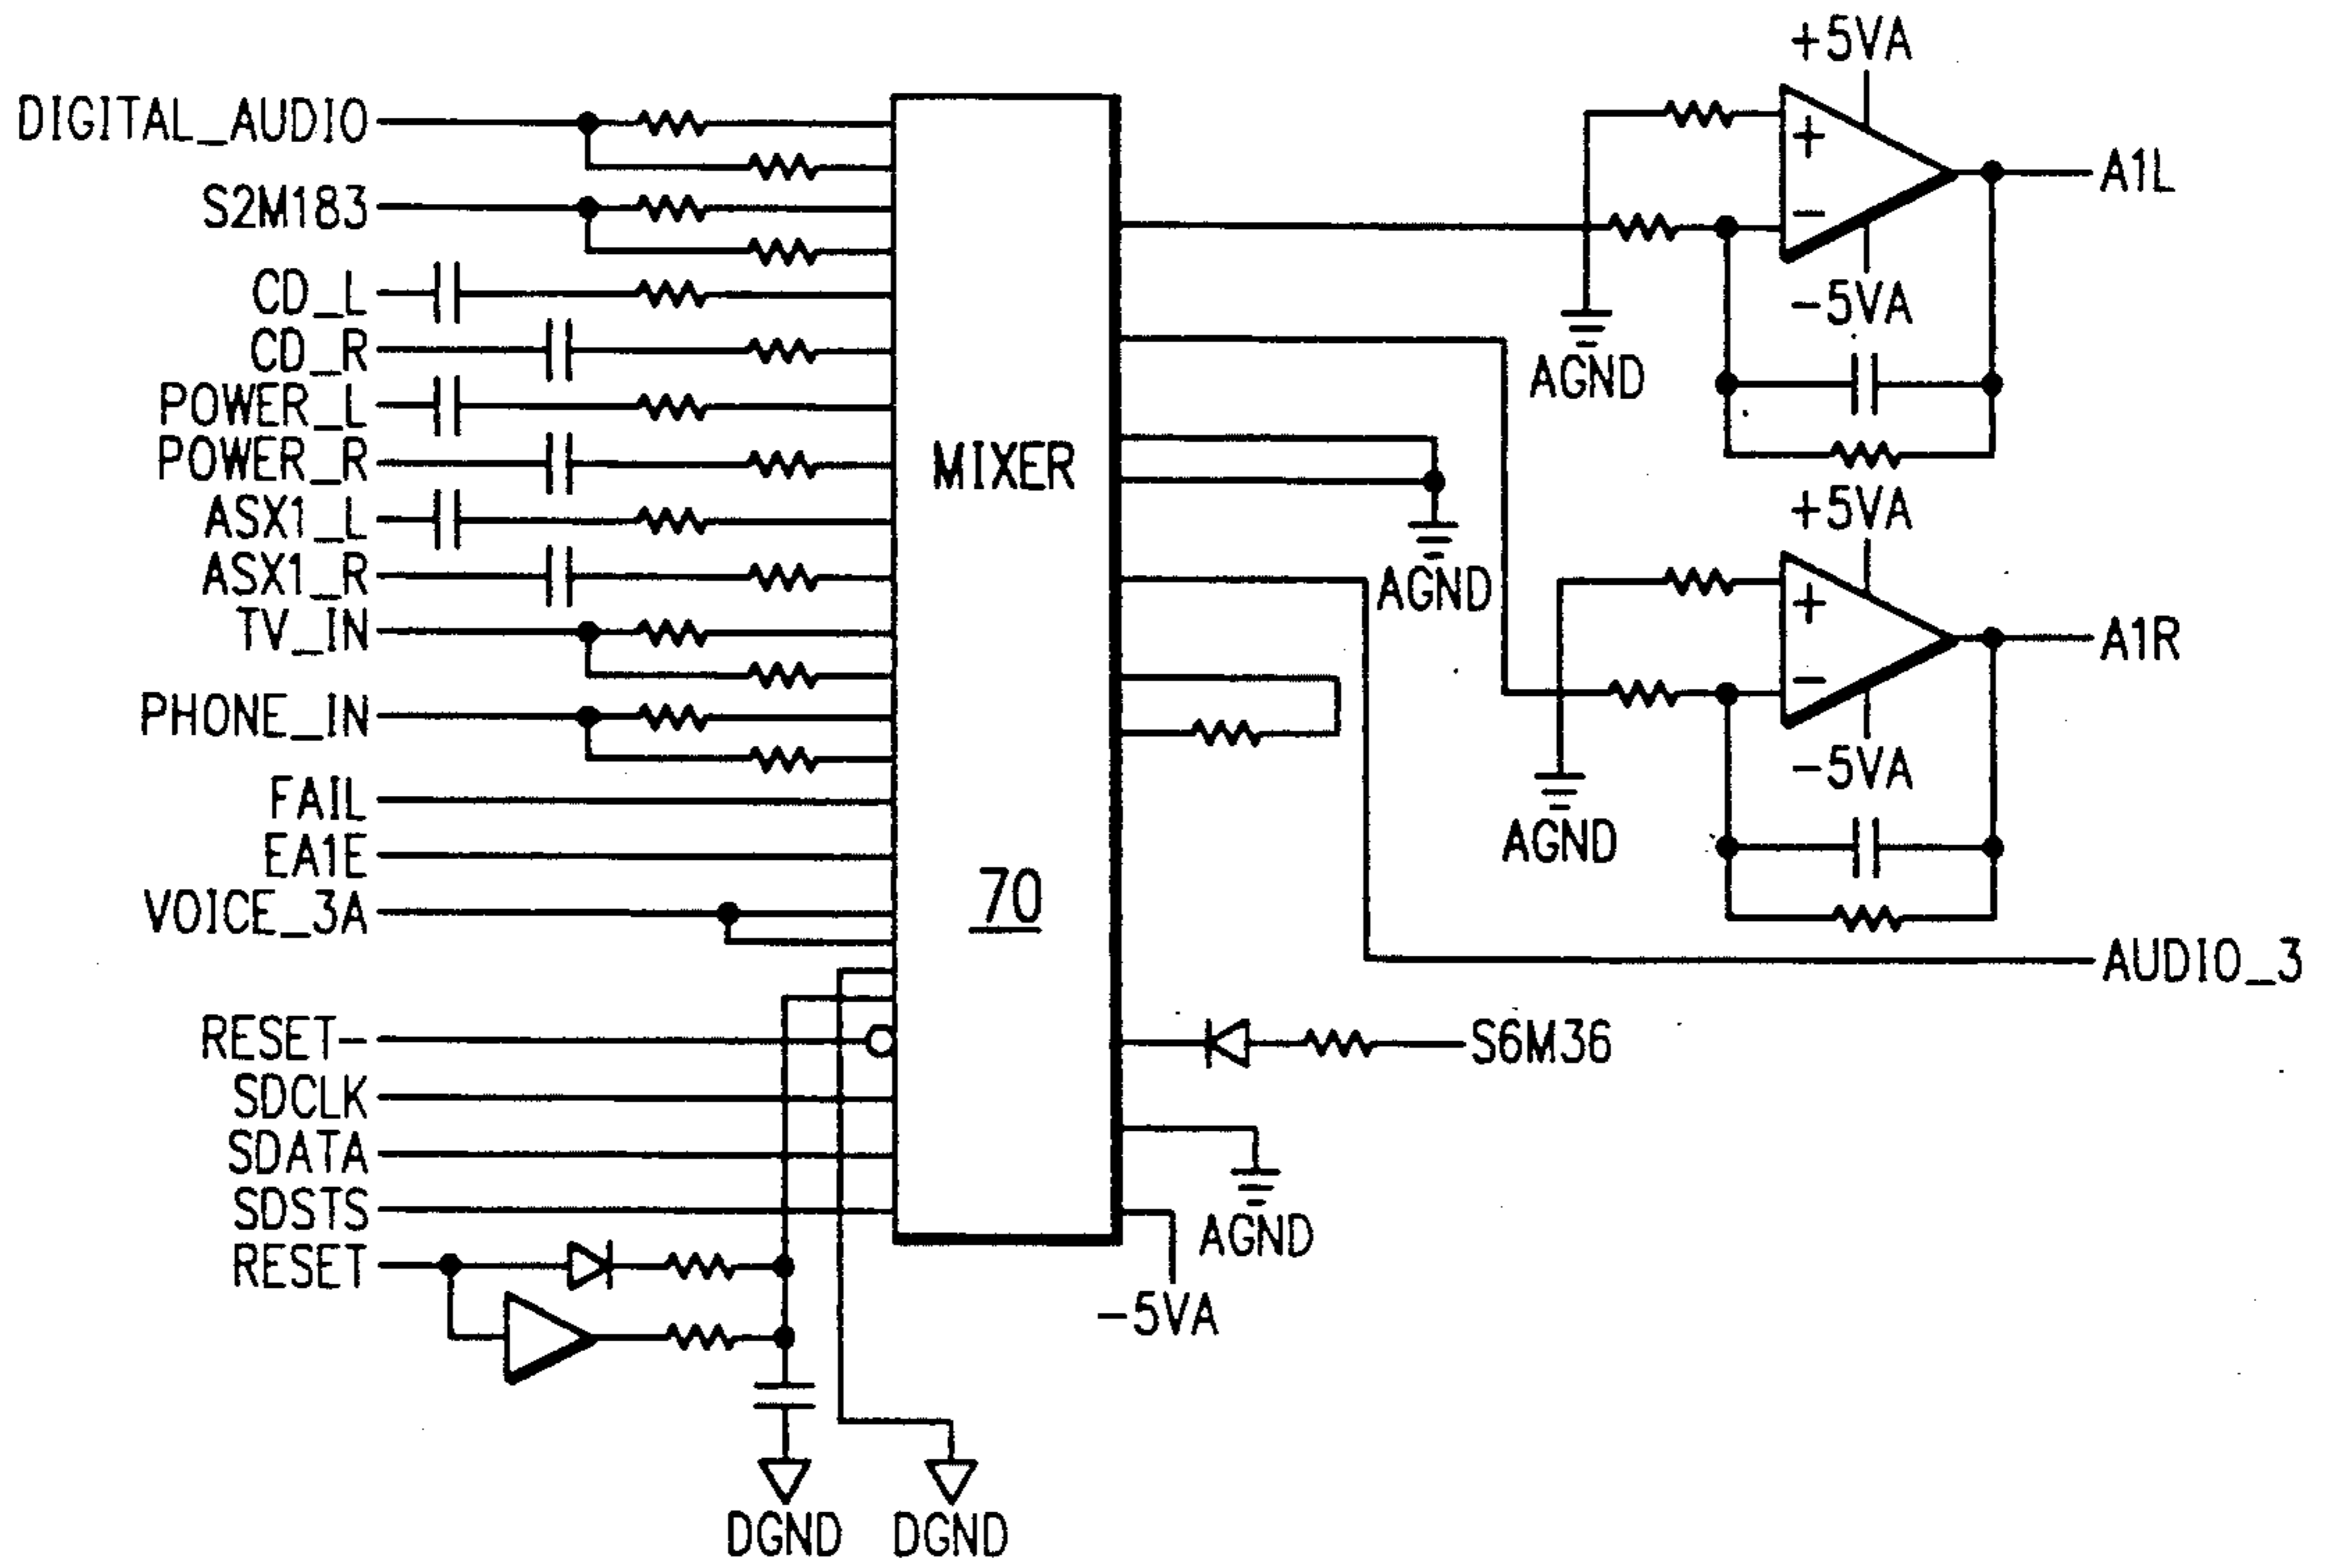 DIGITAL_AUDIO
S2M183
CD_L
CD_R
POWER_L
POWER_R
ASX1_L
ASX1_R
TV_IN
PHONE_IN
FAIL
EA1E
VOICE_3A
RESET-
SDCLK
SDATA
SDSTS
RESET
DGND
DGND
MIXER
70
+5VA
+
-
-5VA
A1L
AGND
AGND
+5VA
+
-
-5VA
A1R
AGND
AUDIO_3
S6M36
AGND
-5VA